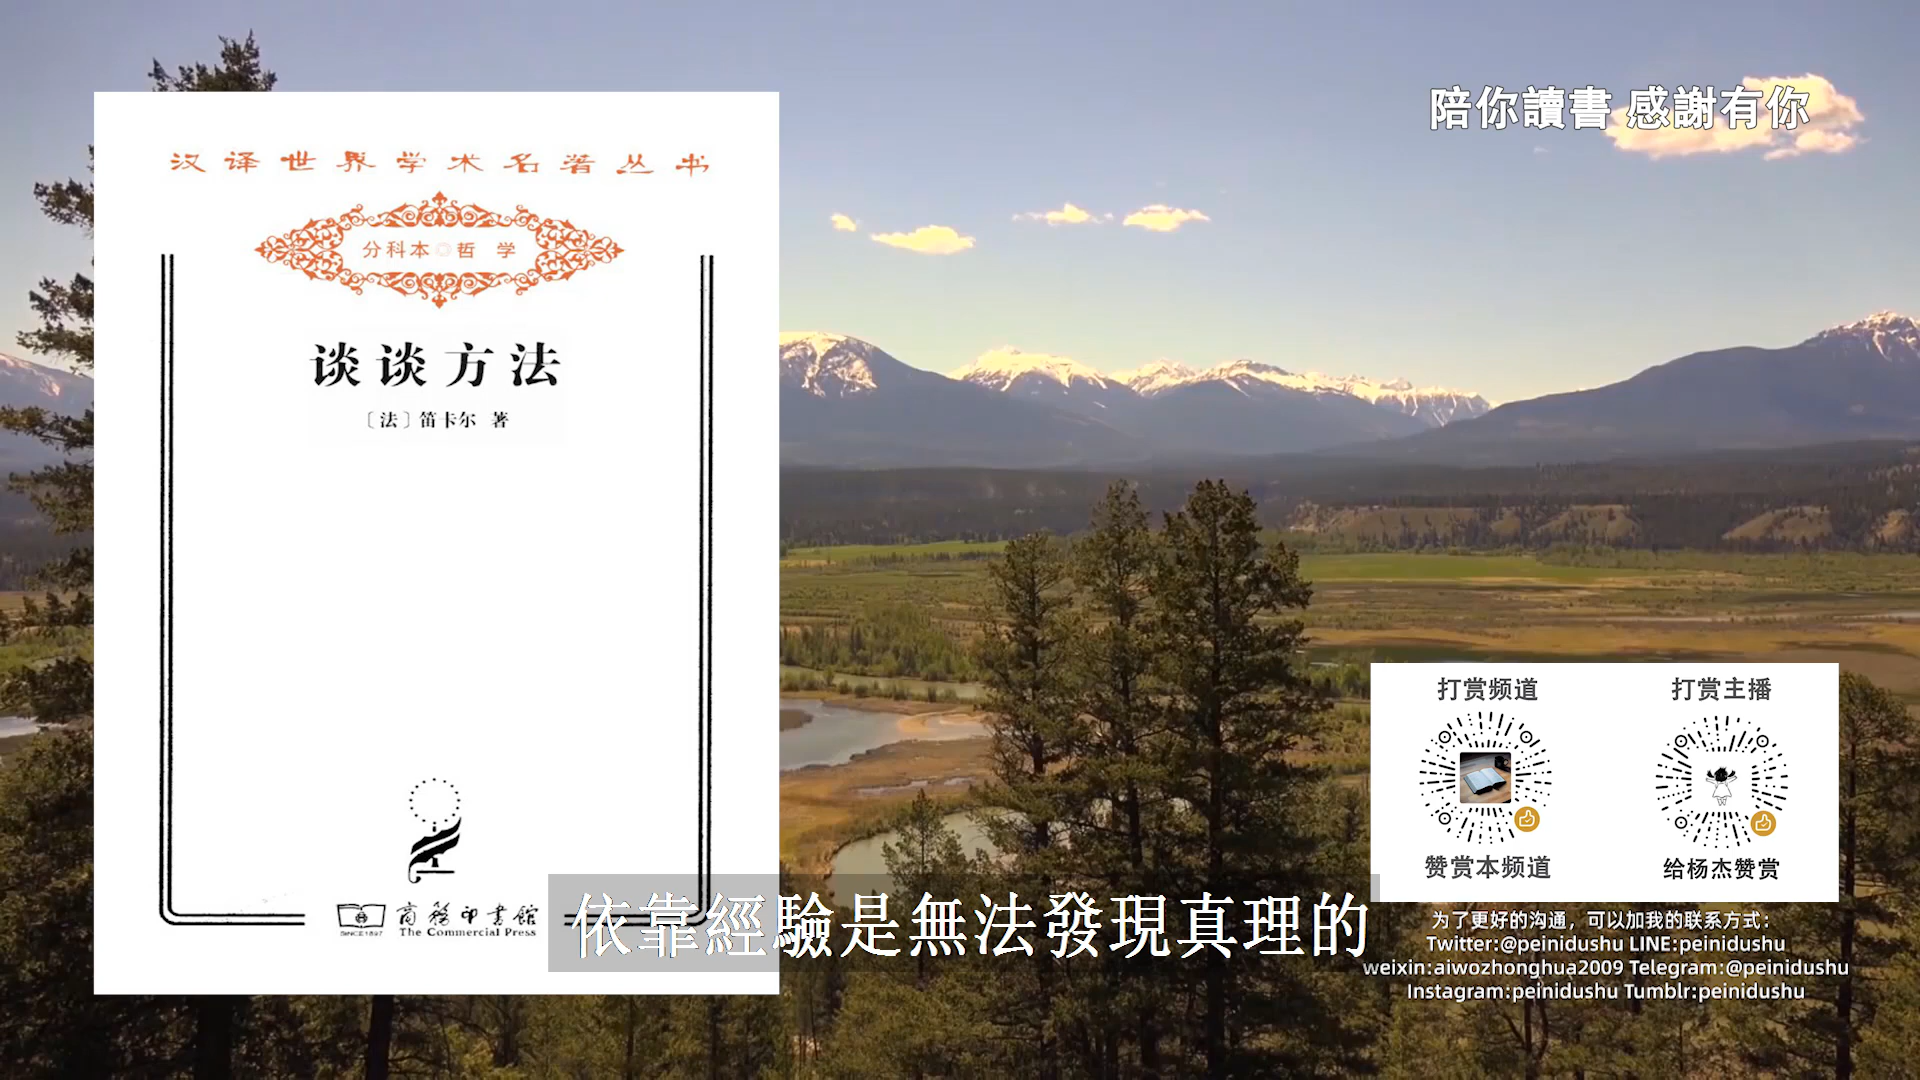 陪你讀書 感謝有你
汉译世界学术名著丛书
分科本 哲 学
谈谈方法
〔法〕笛卡尔 著
SINCE1897
商務印書館
The Commercial Press
打赏频道
打赏主播
赞赏本频道
给杨杰赞赏
依靠經驗是無法發現真理的
为了更好的沟通，可以加我的联系方式：
Twitter:@peinidushu LINE:peinidushu
weixin:aiwozhonghua2009 Telegram:@peinidushu
Instagram:peinidushu Tumblr:peinidushu